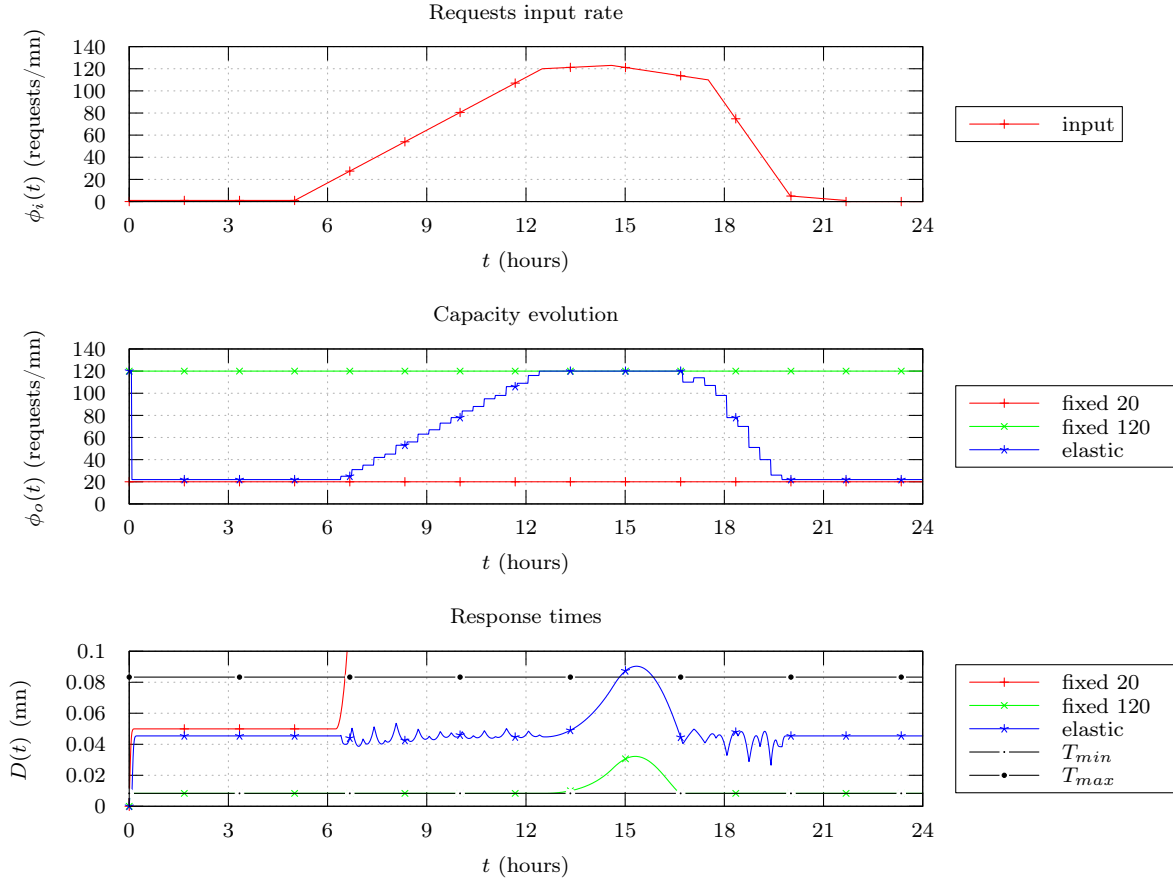 Requests input rate
ϕi(t) (requests/mn)
140
120
100
80
60
40
20
0
0 3 6 9 12 15 18 21 24
t (hours)
input
Capacity evolution
ϕo(t) (requests/mn)
140
120
100
80
60
40
20
0
0 3 6 9 12 15 18 21 24
t (hours)
fixed 20
fixed 120
elastic
Response times
D(t) (mn)
0.1
0.08
0.06
0.04
0.02
0
0 3 6 9 12 15 18 21 24
t (hours)
fixed 20
fixed 120
elastic
Tmin
Tmax